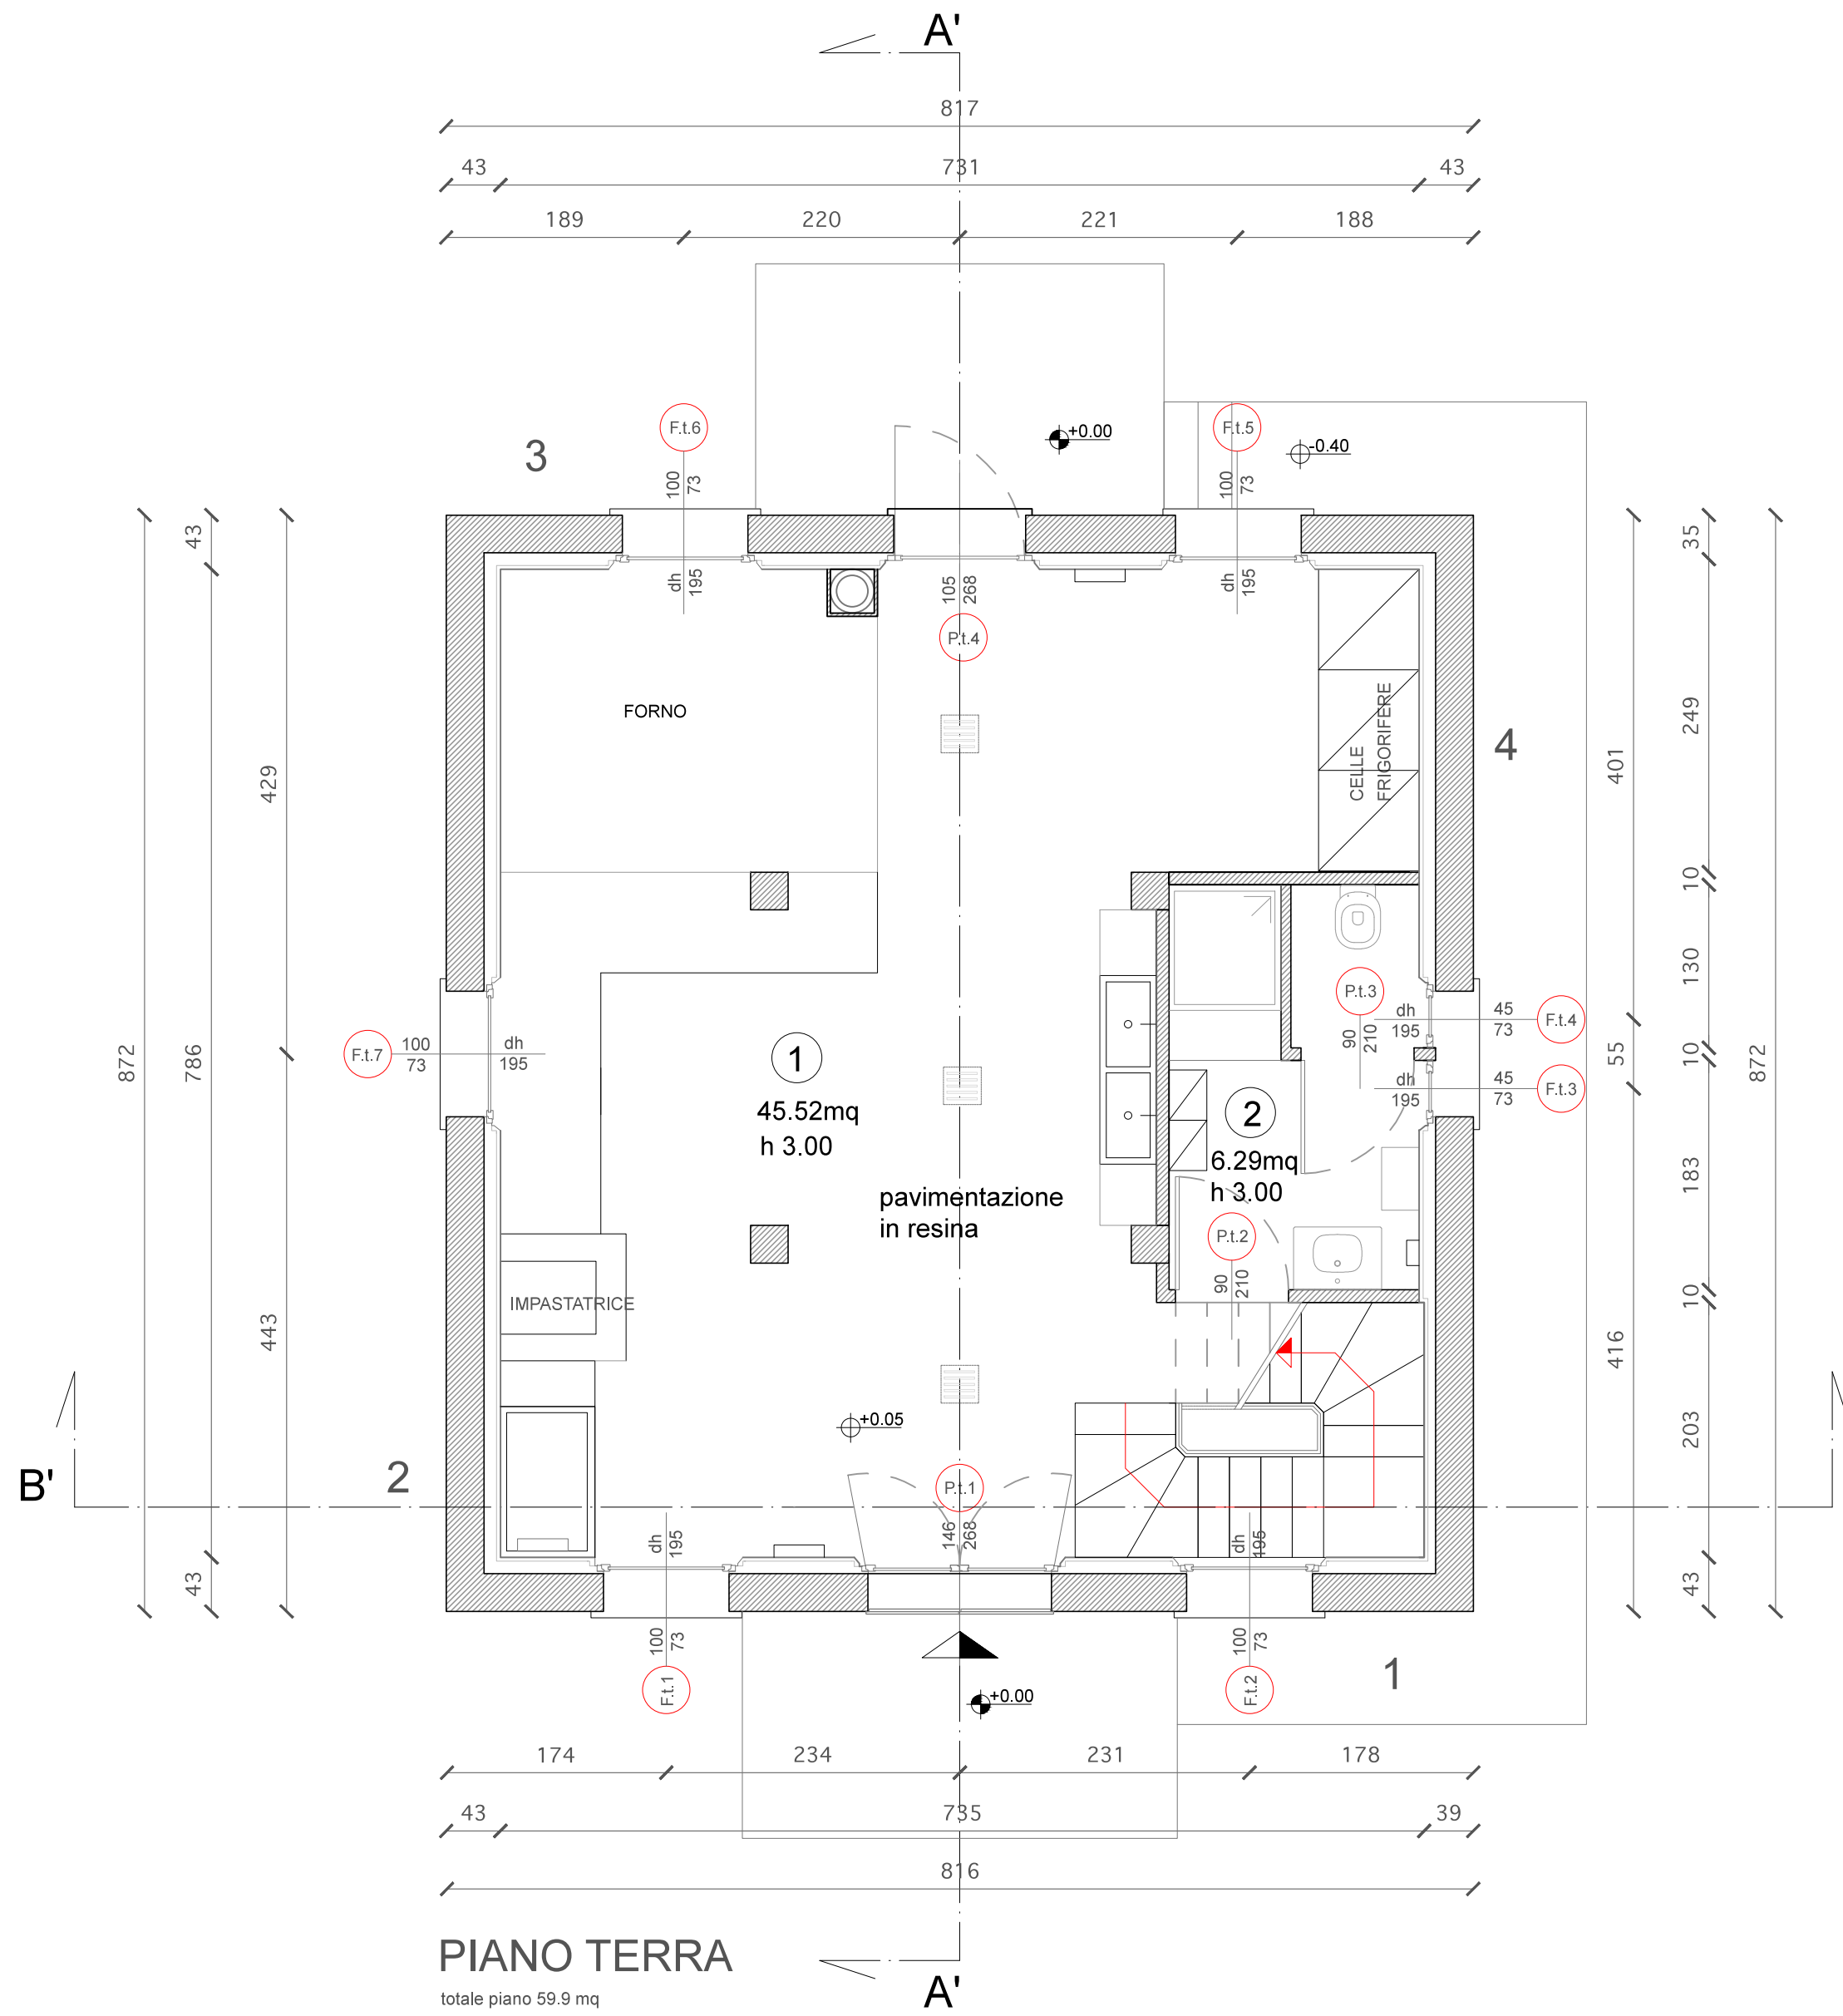 A'
817
43
731
43
189
220
221
188
F.t.6
100
73
+0.00
F.t.5
100
73
-0.40
3
43
35
dh
195
105
268
dh
195
P.t.4
FORNO
CELLE
FRIGORIFERE
4
249
401
429
10
130
P.t.3
90
210
dh
195
45
73
F.t.4
10
55
dh
195
45
73
F.t.3
872
786
F.t.7
100
73
dh
195
1
45.52mq
h 3.00
2
6.29mq
h 3.00
872
183
pavimentazione
in resina
P.t.2
90
210
10
IMPASTATRICE
443
416
203
+0.05
B'
2
P.t.1
146
268
dh
195
dh
195
43
43
100
73
F.t.1
100
73
F.t.2
1
+0.00
174
234
231
178
43
735
39
816
PIANO TERRA
totale piano 59.9 mq
A'